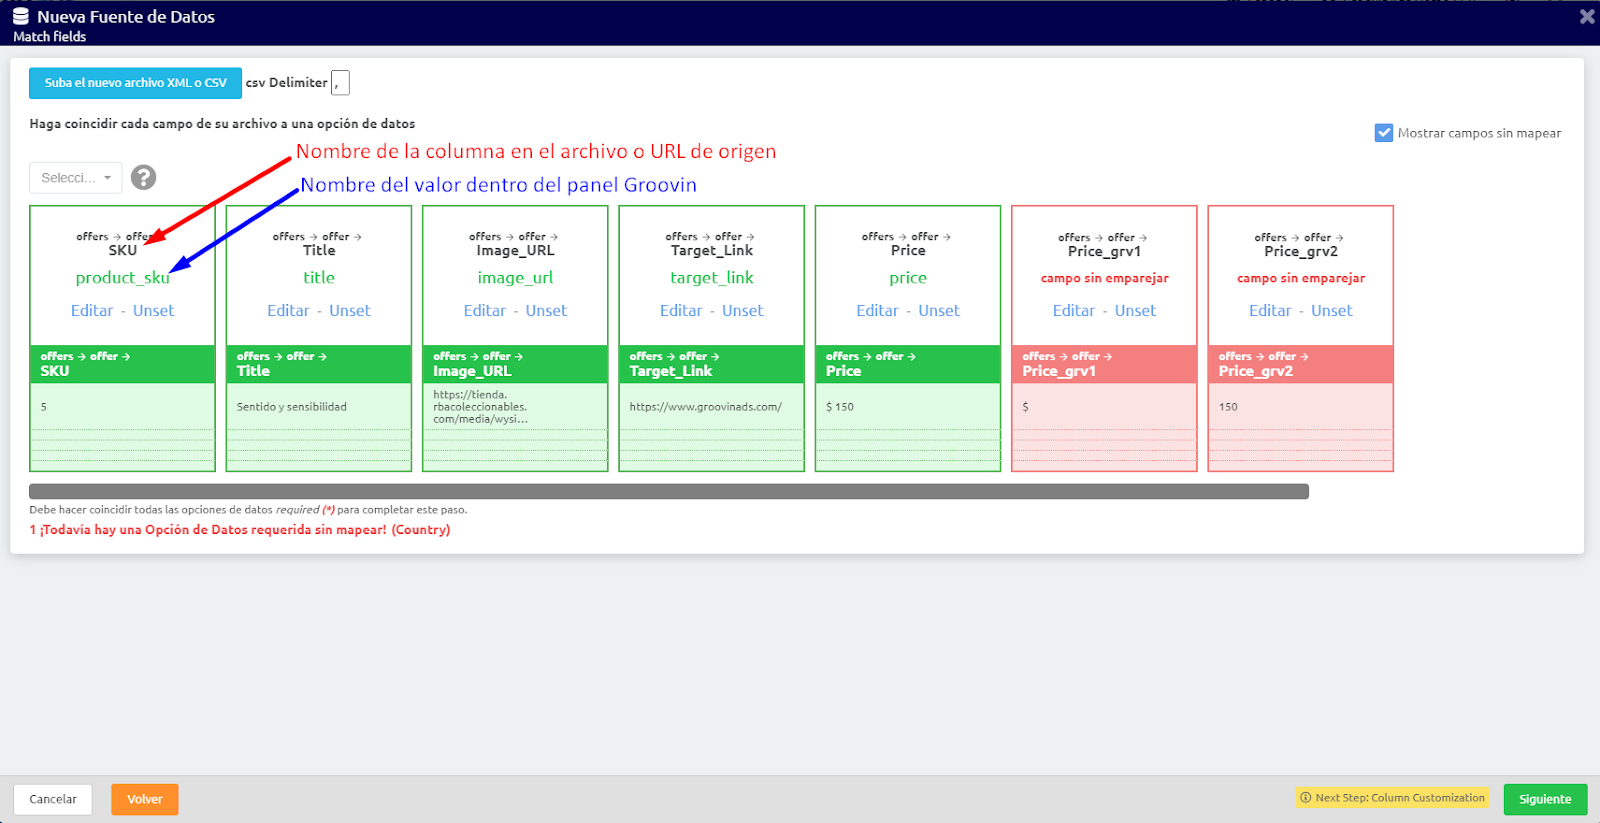 Nueva Fuente de Datos
Match fields
Suba el nuevo archivo XML o CSV csv Delimiter ,
Haga coincidir cada campo de su archivo a una opción de datos
Mostrar campos sin mapear
Nombre de la columna en el archivo o URL de origen
Selecci... ?
Nombre del valor dentro del panel Groovin
offers → offer
SKU
product_sku
Editar - Unset
offers → offer →
SKU
5
offers → offer →
Title
title
Editar - Unset
offers → offer →
Title
Sentido y sensibilidad
offers → offer →
Image_URL
image_url
Editar - Unset
offers → offer →
Image_URL
https://tienda.
rbacoleccionables.
com/media/wysi...
offers → offer →
Target_Link
target_link
Editar - Unset
offers → offer →
Target_Link
https://www.groovinads.com/
offers → offer →
Price
price
Editar - Unset
offers → offer →
Price
$ 150
offers → offer →
Price_grv1
campo sin emparejar
Editar - Unset
offers → offer →
Price_grv1
$
offers → offer →
Price_grv2
campo sin emparejar
Editar - Unset
offers → offer →
Price_grv2
150
Debe hacer coincidir todas las opciones de datos required (*) para completar este paso.
1 ¡Todavía hay una Opción de Datos requerida sin mapear! (Country)
Cancelar
Volver
Next Step: Column Customization
Siguiente